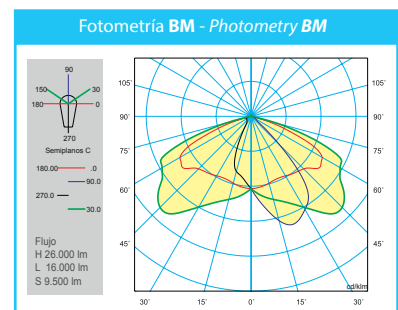 Fotometría BM - Photometry BM
90
150 30
180 0
270
Semiplanos C
180.00 .0
90.0
270.0
30.0
Flujo
H 26.000 lm
L 16.000 lm
S 9.500 lm
105˚ 105˚
90˚ 90˚
75˚ 75˚
60˚ 60˚
45˚ 45˚
cd/klm
30˚ 15˚ 0˚ 15˚ 30˚